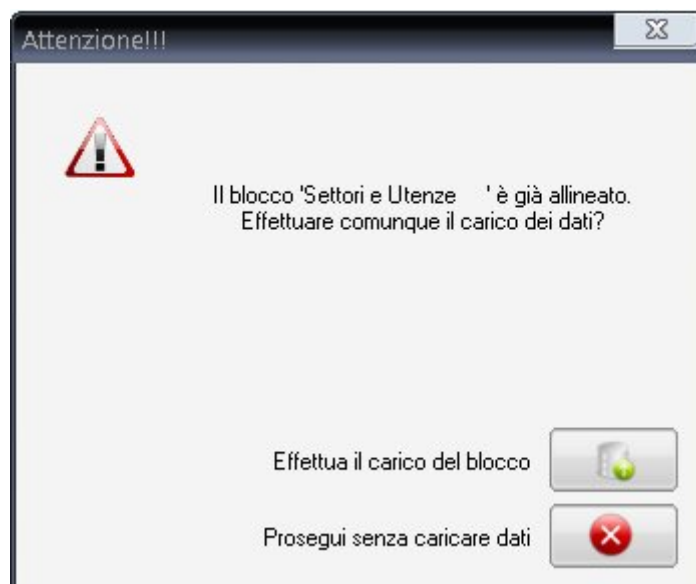 Attenzione!!!
Il blocco 'Settori e Utenze    ' è già allineato.
Effettuare comunque il carico dei dati?
Effettua il carico del blocco
Prosegui senza caricare dati